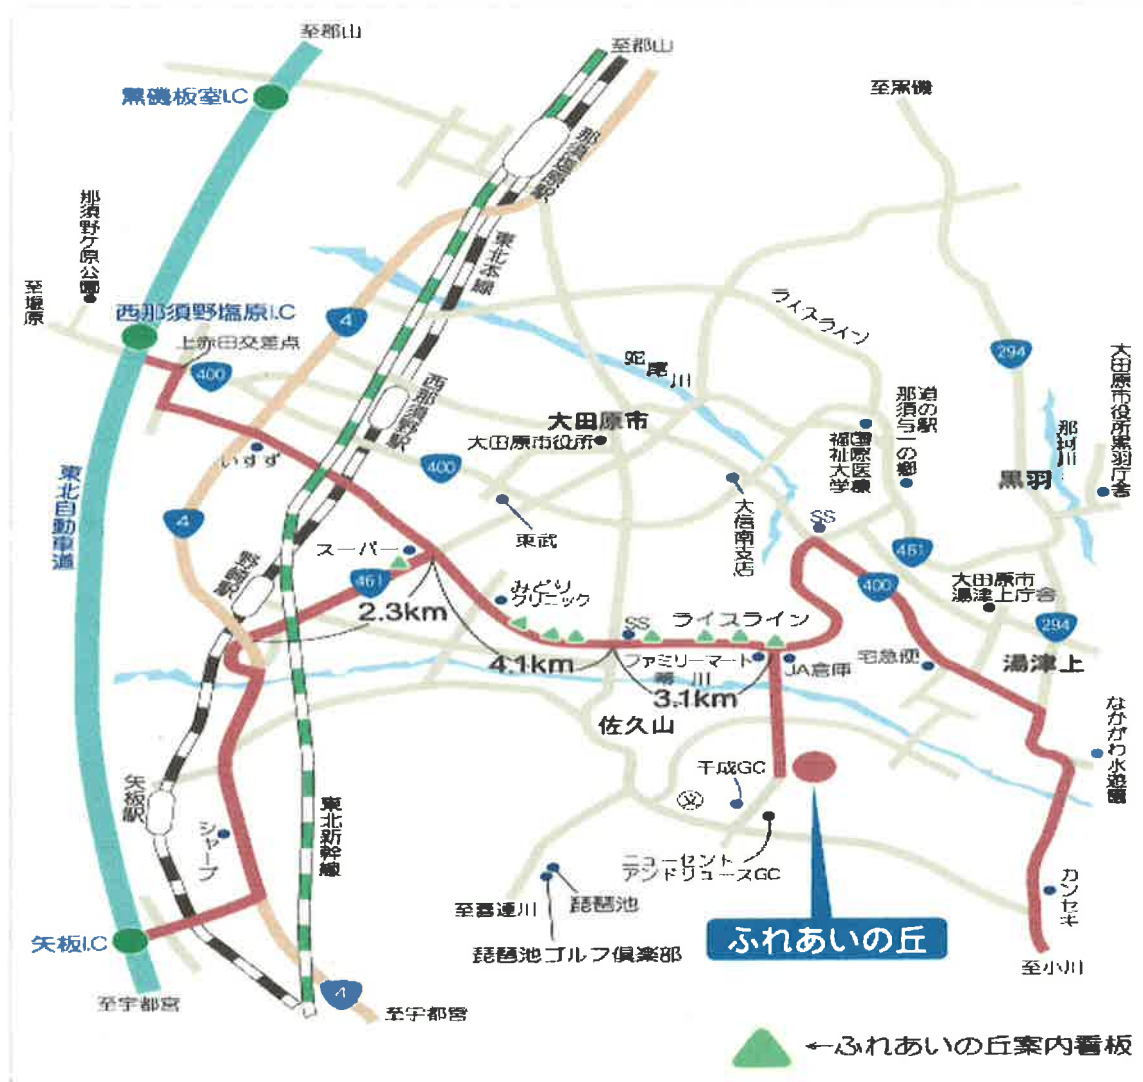 至郡山
至郡山
黒磯板室I.C
至黒磯
那須塩原駅
那須野ケ原公園
東北本線
至塩原
西那須野塩原I.C
上赤田交差点
4
400
ライスライン
蛇尾川
294
大田原市役所黒羽庁舎
西那須野駅
大田原市
大田原市役所
道の駅
那須与一の郷
国際医療
福祉大学
那珂川
黒羽
いすず
400
東北自動車道
4
東武
大信南支店
SS
スーパー
461
野崎駅
461
2.3km
みどり
クリニック
400
大田原市
湯津上庁舎
294
SS
ライスライン
4.1km
ファミリーマート
箒川
JA倉庫
宅急便
湯津上
3.1km
佐久山
なかがわ水遊園
千成GC
文
矢板駅
シャープ
東北新幹線
ニューセント
アンドリュースGC
カンセキ
至喜連川
琵琶池
矢板I.C
ふれあいの丘
琵琶池ゴルフ倶楽部
至小川
至宇都宮
4
至宇都宮
←ふれあいの丘案内看板